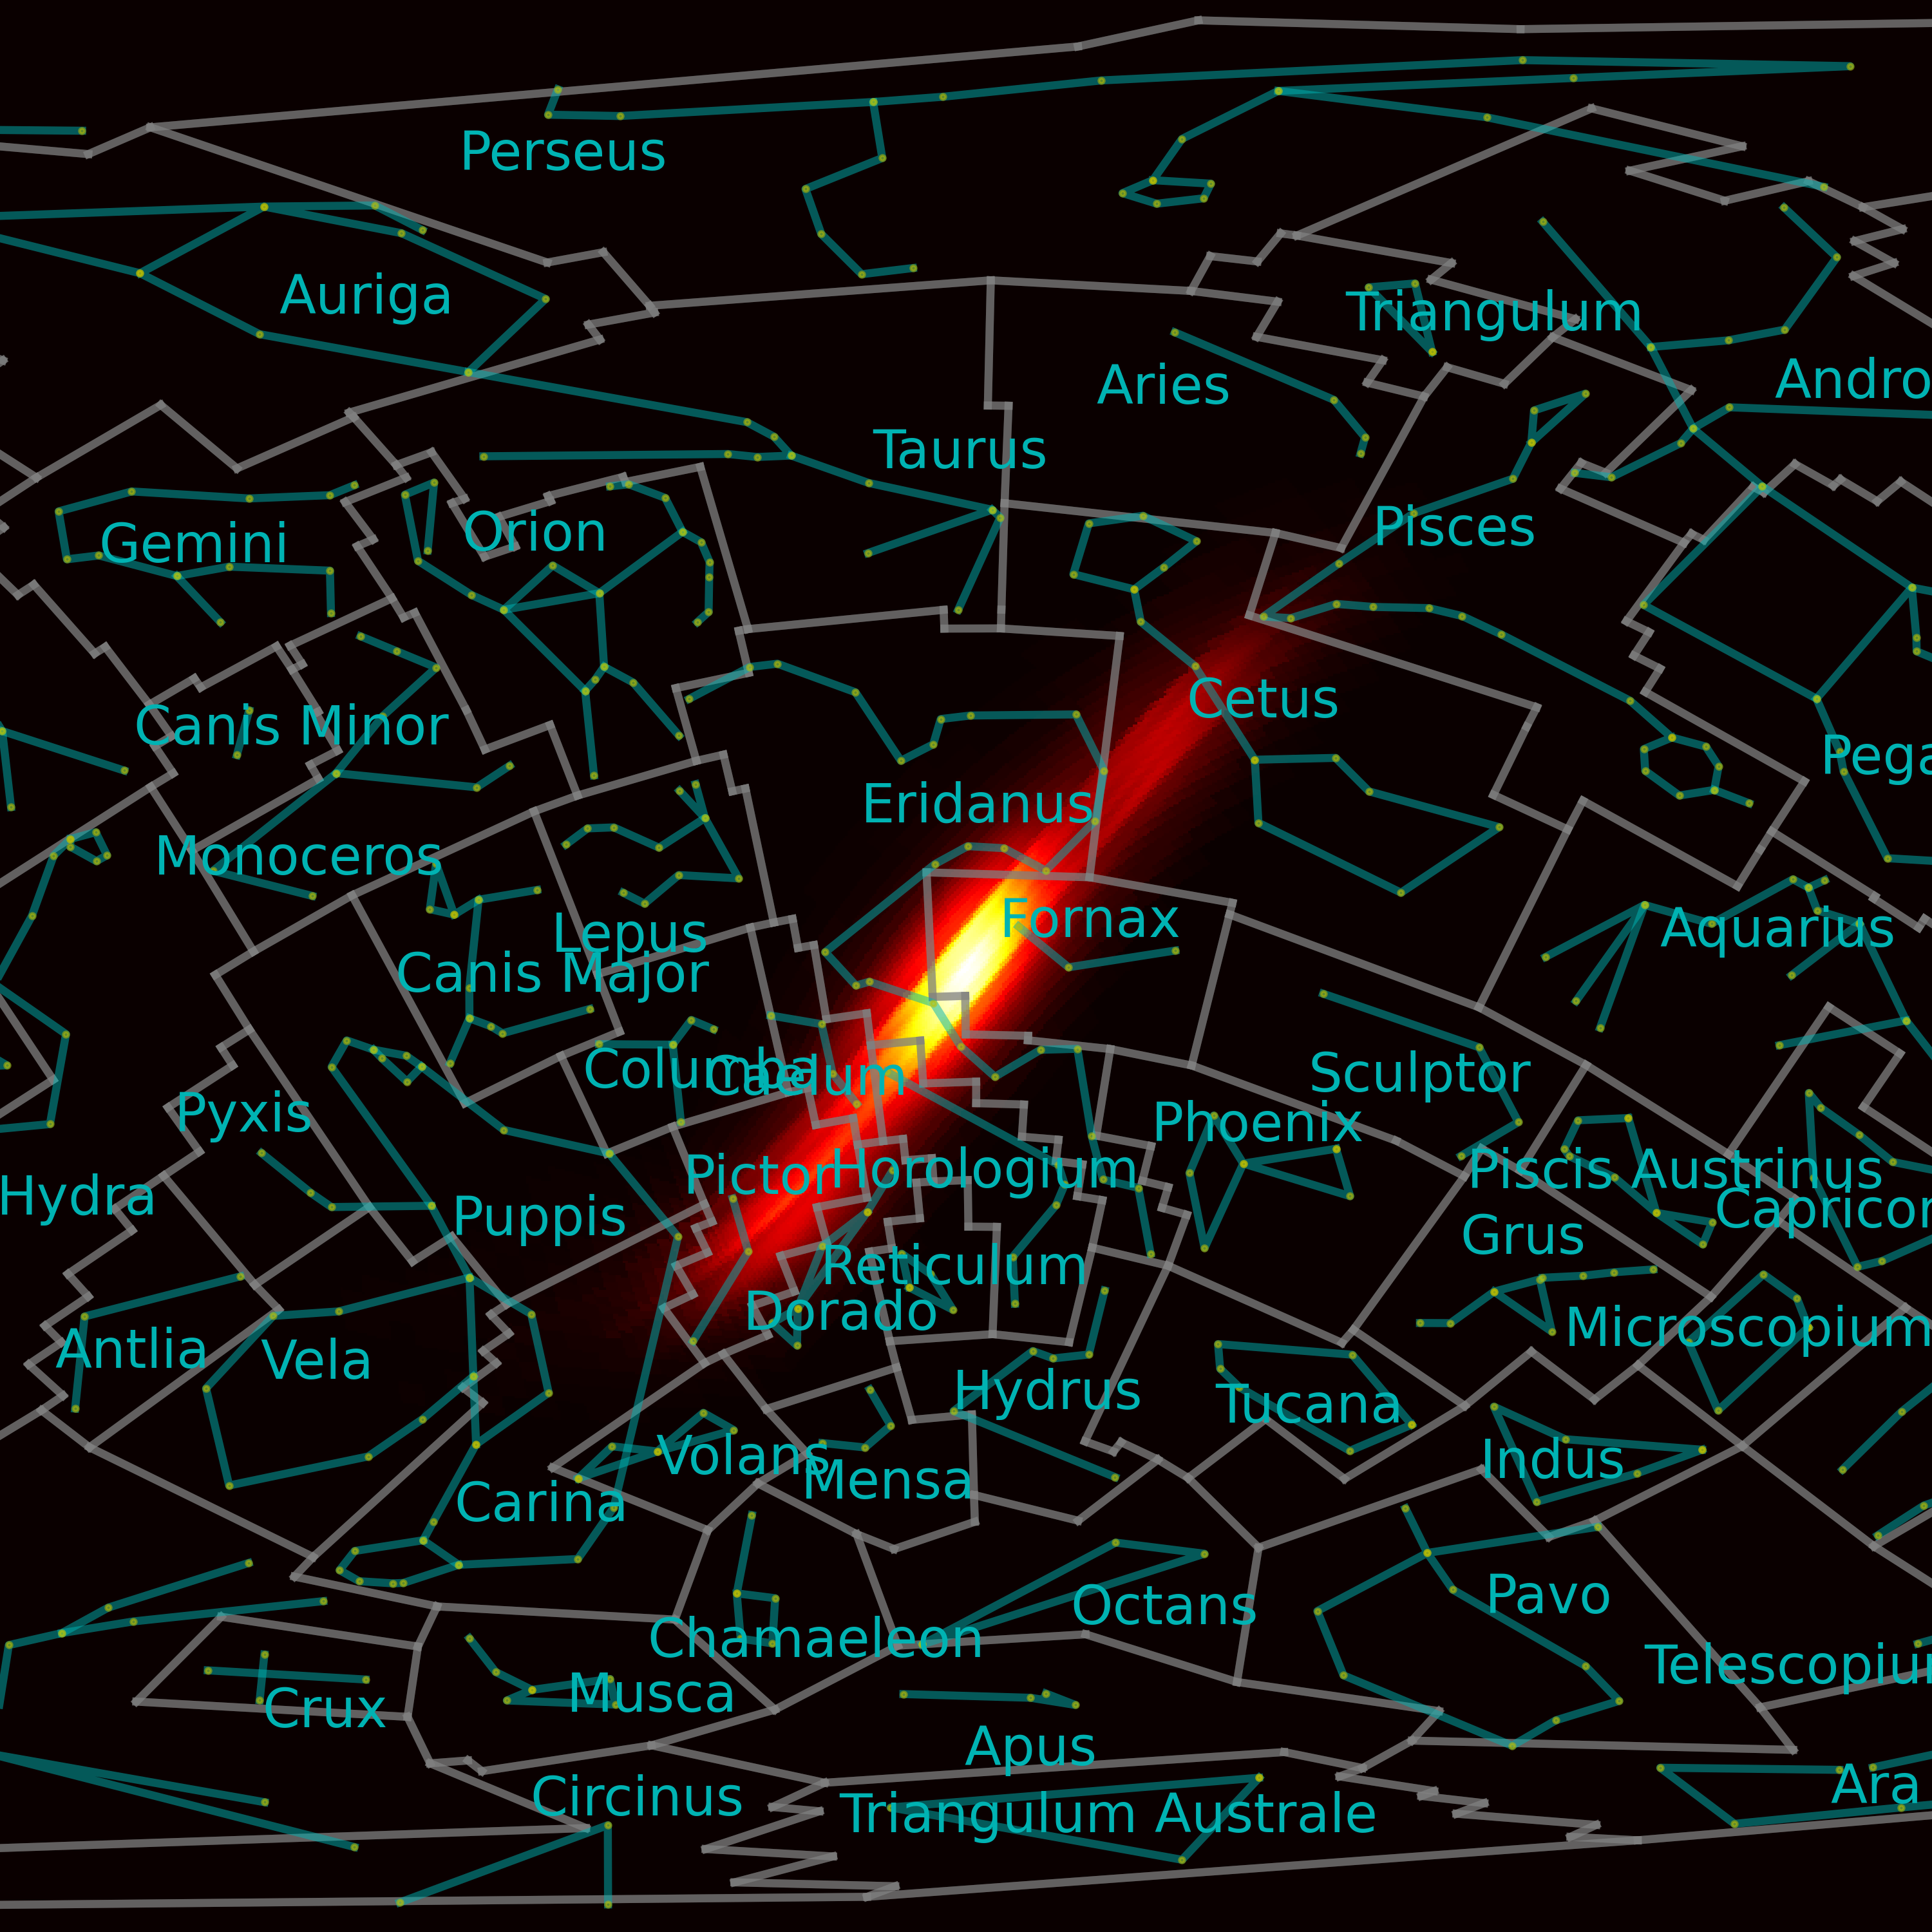 Perseus
Auriga
Triangulum
Aries
Andro
Taurus
Gemini
Orion
Pisces
Canis Minor
Cetus
Pega
Eridanus
Monoceros
Fornax
Lepus
Aquarius
Canis Major
Columba
Caelum
Sculptor
Pyxis
Phoenix
Hydra
Pictor
Horologium
Piscis Austrinus
Capricor
Puppis
Grus
Reticulum
Dorado
Antlia
Vela
Microscopium
Hydrus
Tucana
Volans
Indus
Mensa
Carina
Octans
Pavo
Chamaeleon
Telescopiu
Musca
Crux
Apus
Circinus
Triangulum Australe
Ara